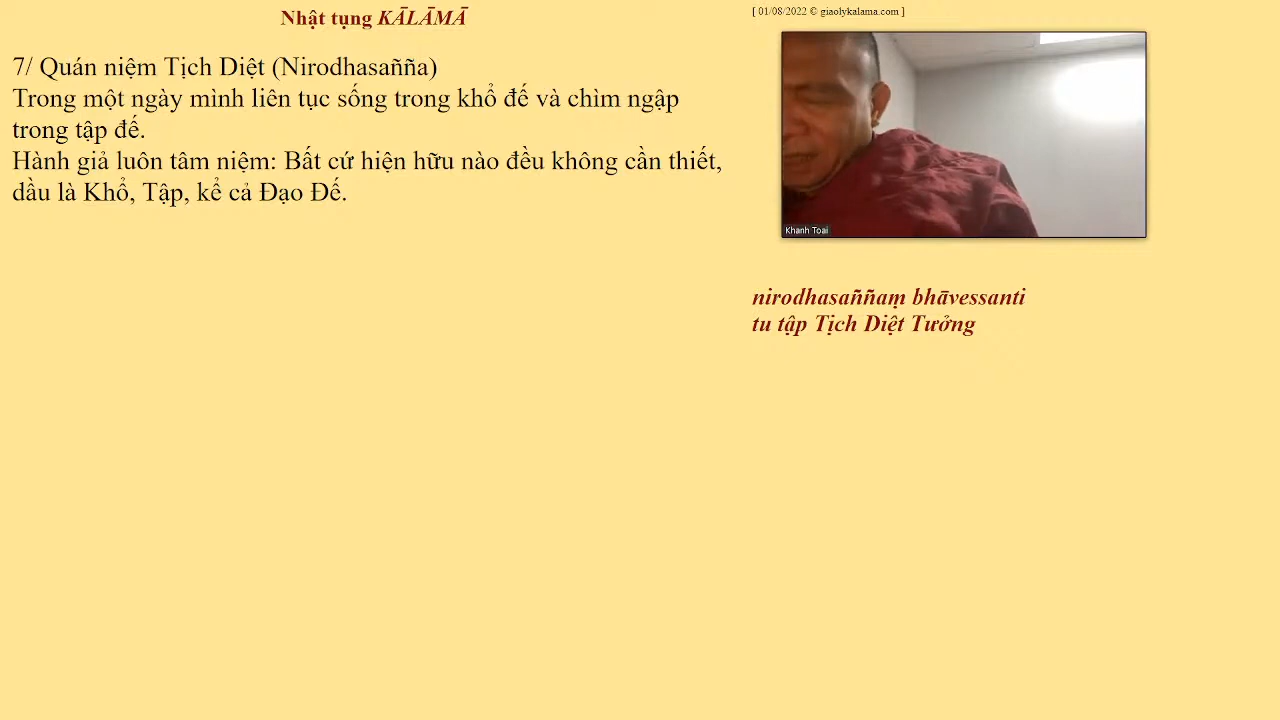 Nhật tụng KĀLĀMĀ
[ 01/08/2022 © giaolykalama.com ]
7/ Quán niệm Tịch Diệt (Nirodhasañña)
Trong một ngày mình liên tục sống trong khổ đế và chìm ngập
trong tập đế.
Hành giả luôn tâm niệm: Bất cứ hiện hữu nào đều không cần thiết,
dầu là Khổ, Tập, kể cả Đạo Đế.
Khanh Toai
nirodhasaññaṃ bhāvessanti
tu tập Tịch Diệt Tưởng